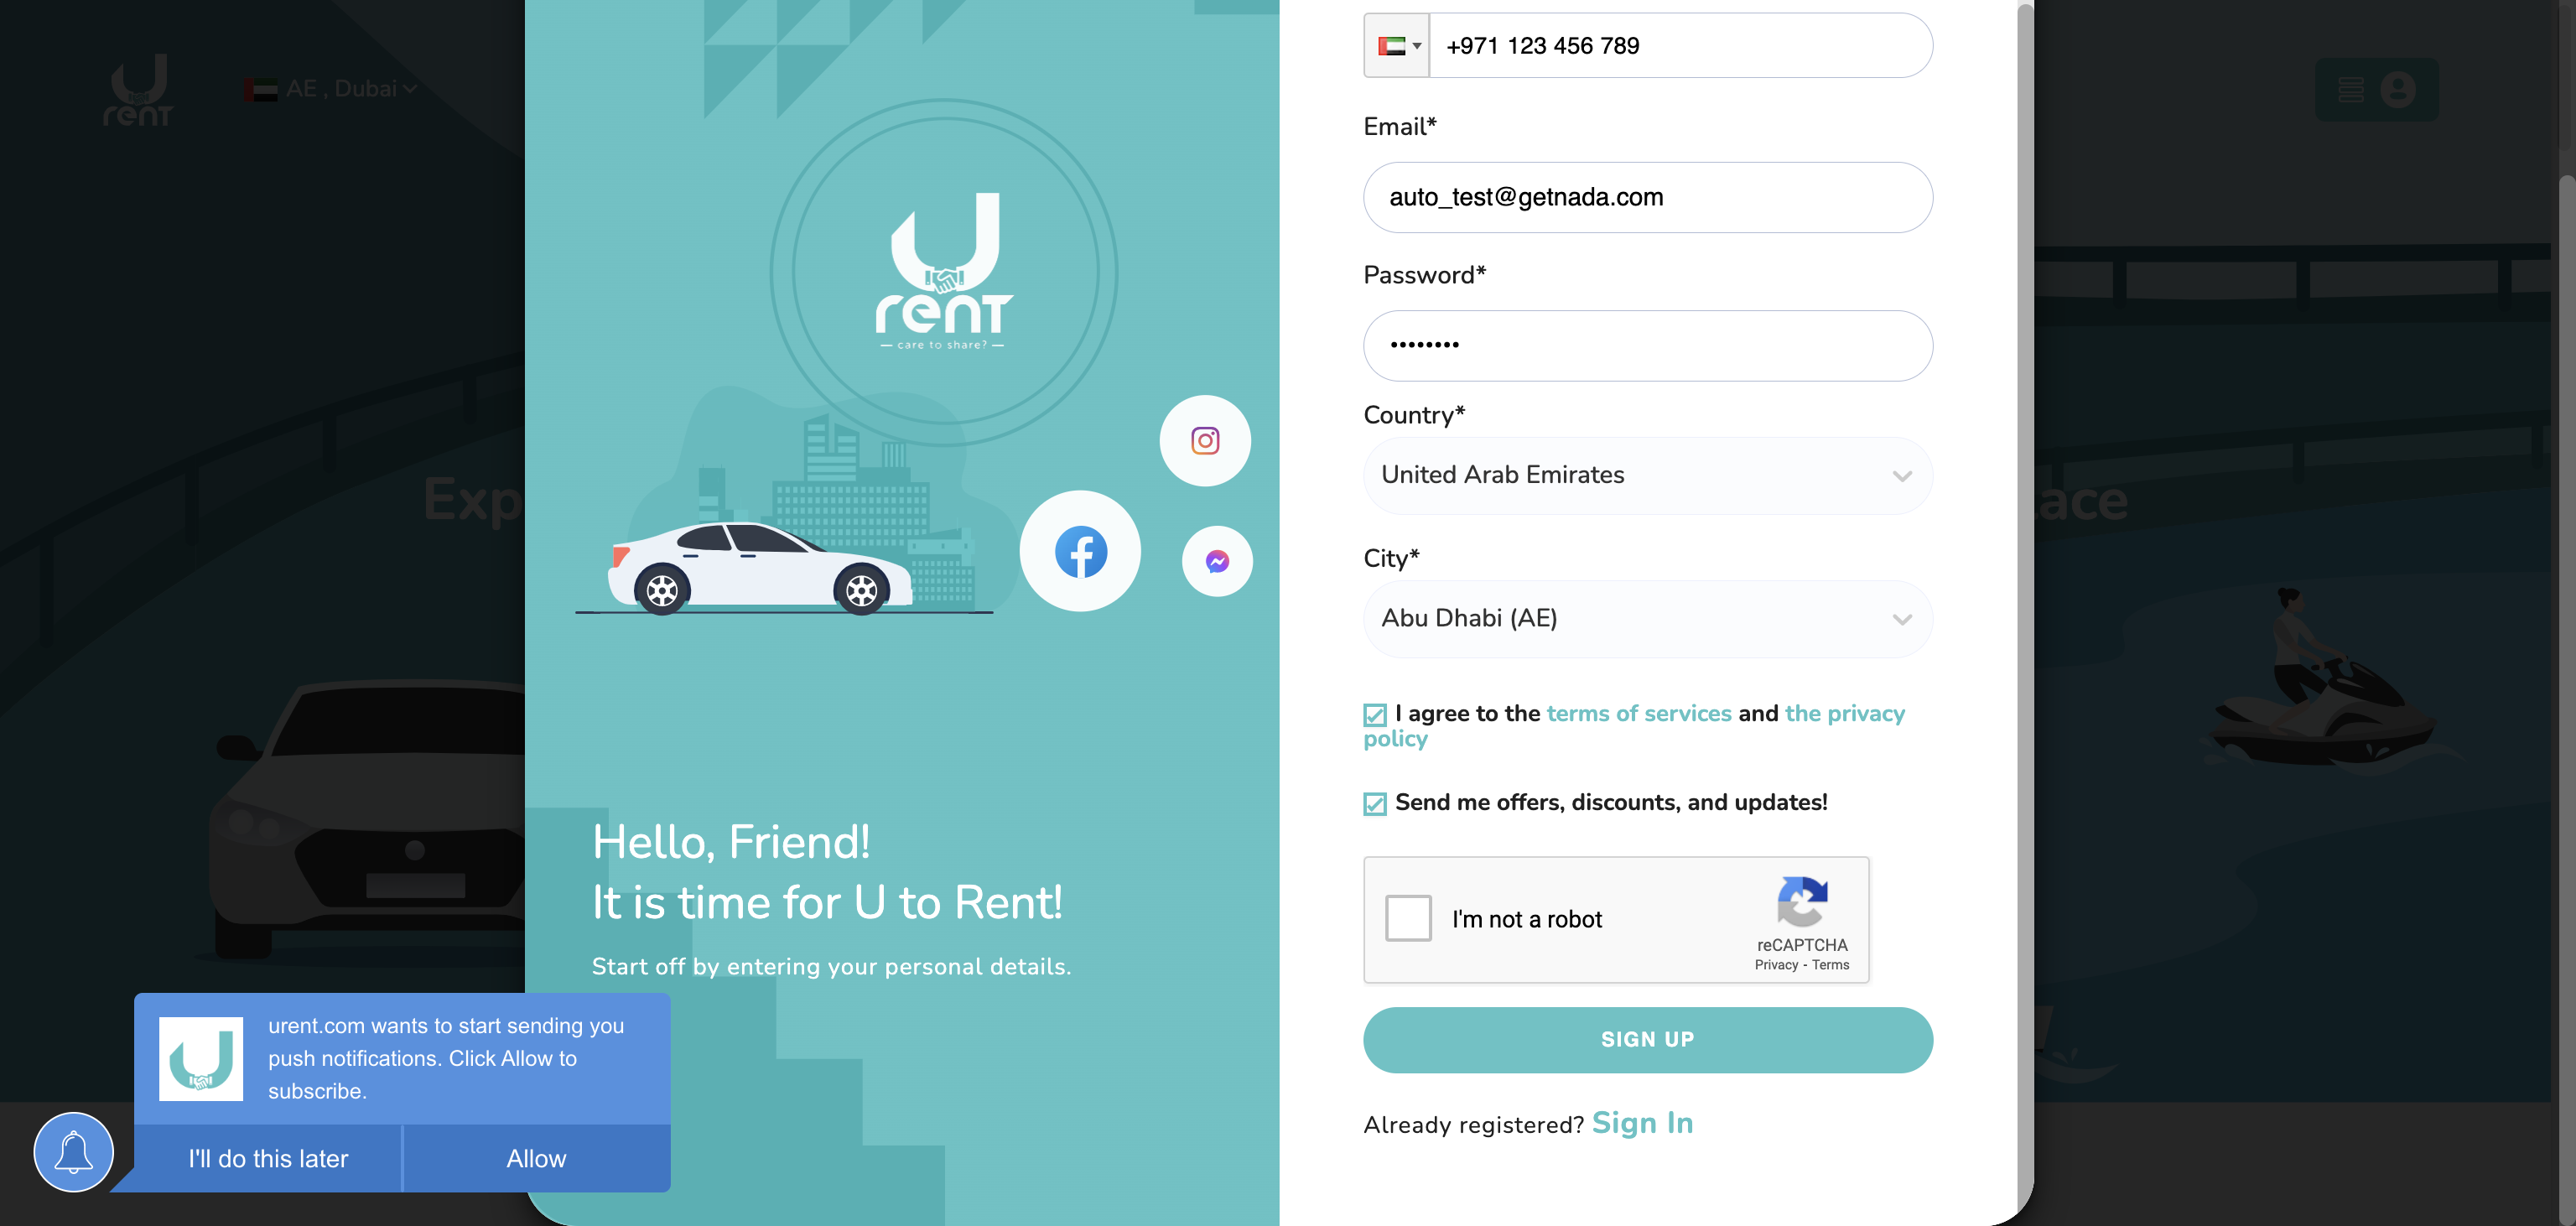 U
rent
AE , Dubai
Exp
lace
U
rent
— care to share? —
Hello, Friend!
It is time for U to Rent!
Start off by entering your personal details.
+971 123 456 789
Email*
auto_test@getnada.com
Password*
••••••••
Country*
United Arab Emirates
City*
Abu Dhabi (AE)
I agree to the terms of services and the privacy
policy
Send me offers, discounts, and updates!
I'm not a robot
reCAPTCHA
Privacy - Terms
SIGN UP
Already registered? Sign In
urent.com wants to start sending you
push notifications. Click Allow to
subscribe.
I'll do this later
Allow